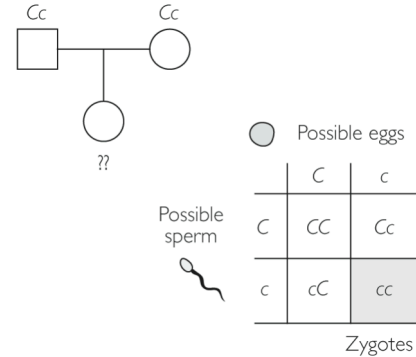 Cc Cc
??
Possible eggs
C c
Possible
sperm
C CC Cc
c cC cc
Zygotes